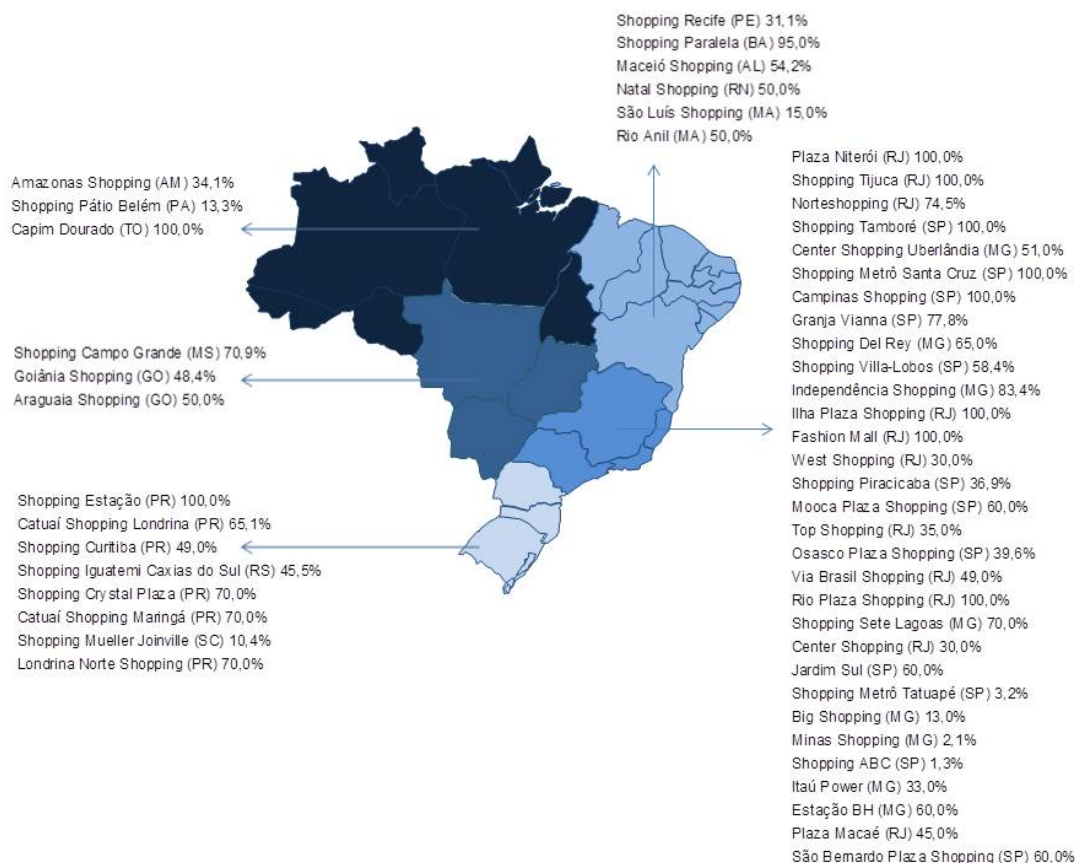 Shopping Recife (PE) 31,1%
Shopping Paralela (BA) 95,0%
Maceió Shopping (AL) 54,2%
Natal Shopping (RN) 50,0%
São Luís Shopping (MA) 15,0%
Rio Anil (MA) 50,0%
Amazonas Shopping (AM) 34,1%
Shopping Pátio Belém (PA) 13,3%
Capim Dourado (TO) 100,0%
Shopping Campo Grande (MS) 70,9%
Goiânia Shopping (GO) 48,4%
Araguaia Shopping (GO) 50,0%
Shopping Estação (PR) 100,0%
Catuaí Shopping Londrina (PR) 65,1%
Shopping Curitiba (PR) 49,0%
Shopping Iguatemi Caxias do Sul (RS) 45,5%
Shopping Crystal Plaza (PR) 70,0%
Catuaí Shopping Maringá (PR) 70,0%
Shopping Mueller Joinville (SC) 10,4%
Londrina Norte Shopping (PR) 70,0%
Plaza Niterói (RJ) 100,0%
Shopping Tijuca (RJ) 100,0%
Norteshopping (RJ) 74,5%
Shopping Tamboré (SP) 100,0%
Center Shopping Uberlândia (MG) 51,0%
Shopping Metrô Santa Cruz (SP) 100,0%
Campinas Shopping (SP) 100,0%
Granja Vianna (SP) 77,8%
Shopping Del Rey (MG) 65,0%
Shopping Villa-Lobos (SP) 58,4%
Independência Shopping (MG) 83,4%
Ilha Plaza Shopping (RJ) 100,0%
Fashion Mall (RJ) 100,0%
West Shopping (RJ) 30,0%
Shopping Piracicaba (SP) 36,9%
Mooca Plaza Shopping (SP) 60,0%
Top Shopping (RJ) 35,0%
Osasco Plaza Shopping (SP) 39,6%
Via Brasil Shopping (RJ) 49,0%
Rio Plaza Shopping (RJ) 100,0%
Shopping Sete Lagoas (MG) 70,0%
Center Shopping (RJ) 30,0%
Jardim Sul (SP) 60,0%
Shopping Metrô Tatuapé (SP) 3,2%
Big Shopping (MG) 13,0%
Minas Shopping (MG) 2,1%
Shopping ABC (SP) 1,3%
Itaú Power (MG) 33,0%
Estação BH (MG) 60,0%
Plaza Macaé (RJ) 45,0%
São Bernardo Plaza Shopping (SP) 60,0%